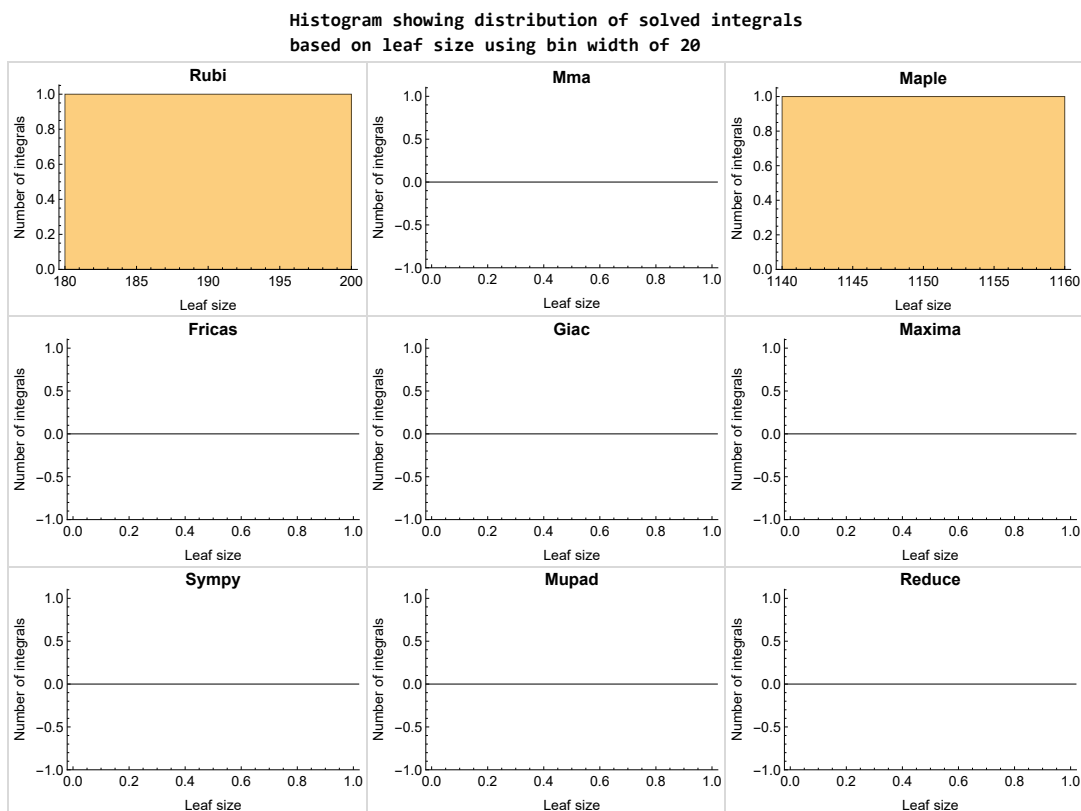 Histogram showing distribution of solved integrals
based on leaf size using bin width of 20
Rubi
Number of integrals
1.0
0.8
0.6
0.4
0.2
0.0
180 185 190 195 200
Leaf size
Mma
Number of integrals
1.0
0.5
0.0
−0.5
−1.0
0.0 0.2 0.4 0.6 0.8 1.0
Leaf size
Maple
Number of integrals
1.0
0.8
0.6
0.4
0.2
0.0
1140 1145 1150 1155 1160
Leaf size
Fricas
Number of integrals
1.0
0.5
0.0
−0.5
−1.0
0.0 0.2 0.4 0.6 0.8 1.0
Leaf size
Giac
Number of integrals
1.0
0.5
0.0
−0.5
−1.0
0.0 0.2 0.4 0.6 0.8 1.0
Leaf size
Maxima
Number of integrals
1.0
0.5
0.0
−0.5
−1.0
0.0 0.2 0.4 0.6 0.8 1.0
Leaf size
Sympy
Number of integrals
1.0
0.5
0.0
−0.5
−1.0
0.0 0.2 0.4 0.6 0.8 1.0
Leaf size
Mupad
Number of integrals
1.0
0.5
0.0
−0.5
−1.0
0.0 0.2 0.4 0.6 0.8 1.0
Leaf size
Reduce
Number of integrals
1.0
0.5
0.0
−0.5
−1.0
0.0 0.2 0.4 0.6 0.8 1.0
Leaf size